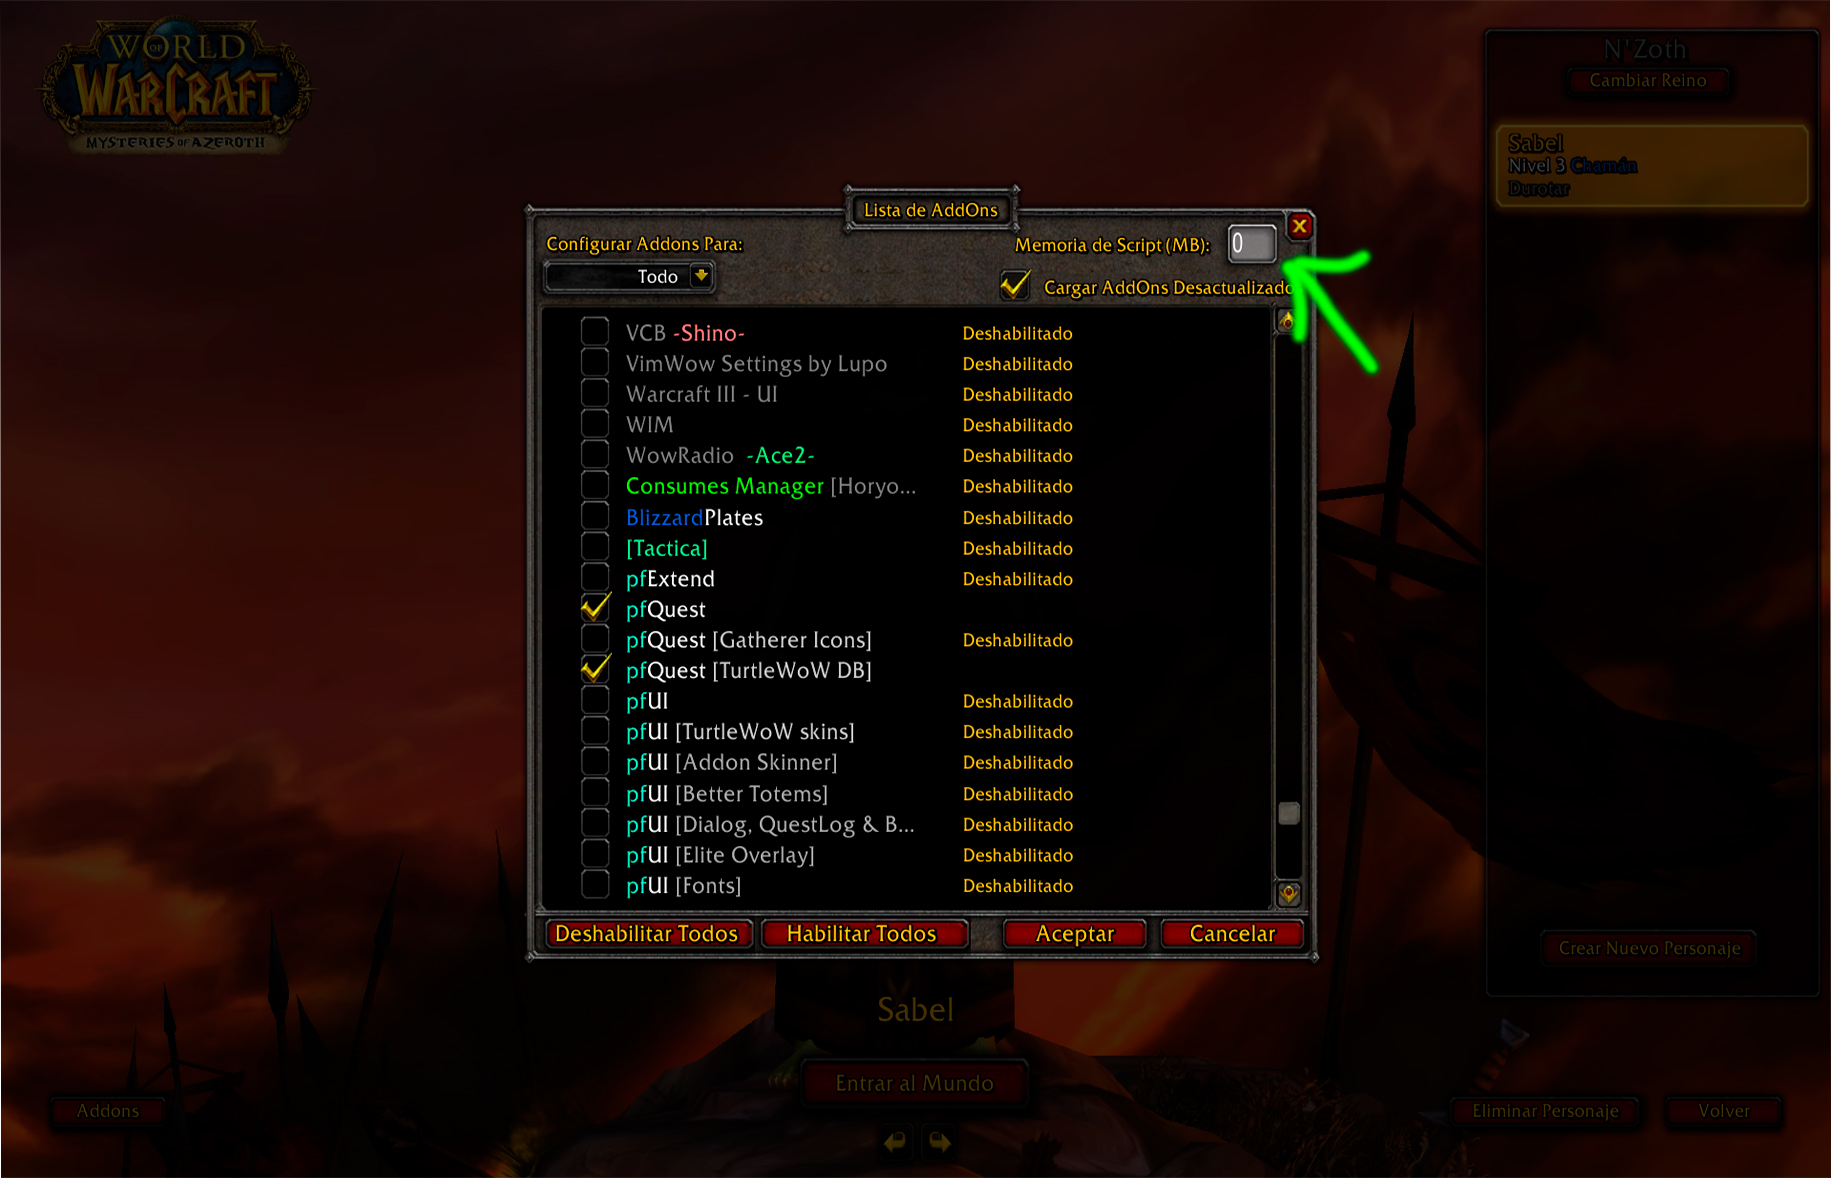 WORLD
OF
WARCRAFT
MYSTERIES OF AZEROTH
N'Zoth
Cambiar Reino
Sabel
Nivel 3 Chamán
Durotar
Lista de AddOns
Configurar Addons Para:
Todo
Memoria de Script (MB):
0
Cargar AddOns Desactualizado
VCB -Shino- Deshabilitado
VimWow Settings by Lupo Deshabilitado
Warcraft III - UI Deshabilitado
WIM Deshabilitado
WowRadio -Ace2- Deshabilitado
Consumes Manager [Horyo... Deshabilitado
BlizzardPlates Deshabilitado
[Tactica] Deshabilitado
pfExtend Deshabilitado
pfQuest
pfQuest [Gatherer Icons] Deshabilitado
pfQuest [TurtleWoW DB]
pfUI Deshabilitado
pfUI [TurtleWoW skins] Deshabilitado
pfUI [Addon Skinner] Deshabilitado
pfUI [Better Totems] Deshabilitado
pfUI [Dialog, QuestLog & B... Deshabilitado
pfUI [Elite Overlay] Deshabilitado
pfUI [Fonts] Deshabilitado
Deshabilitar Todos
Habilitar Todos
Aceptar
Cancelar
Crear Nuevo Personaje
Sabel
Entrar al Mundo
Addons
Eliminar Personaje
Volver